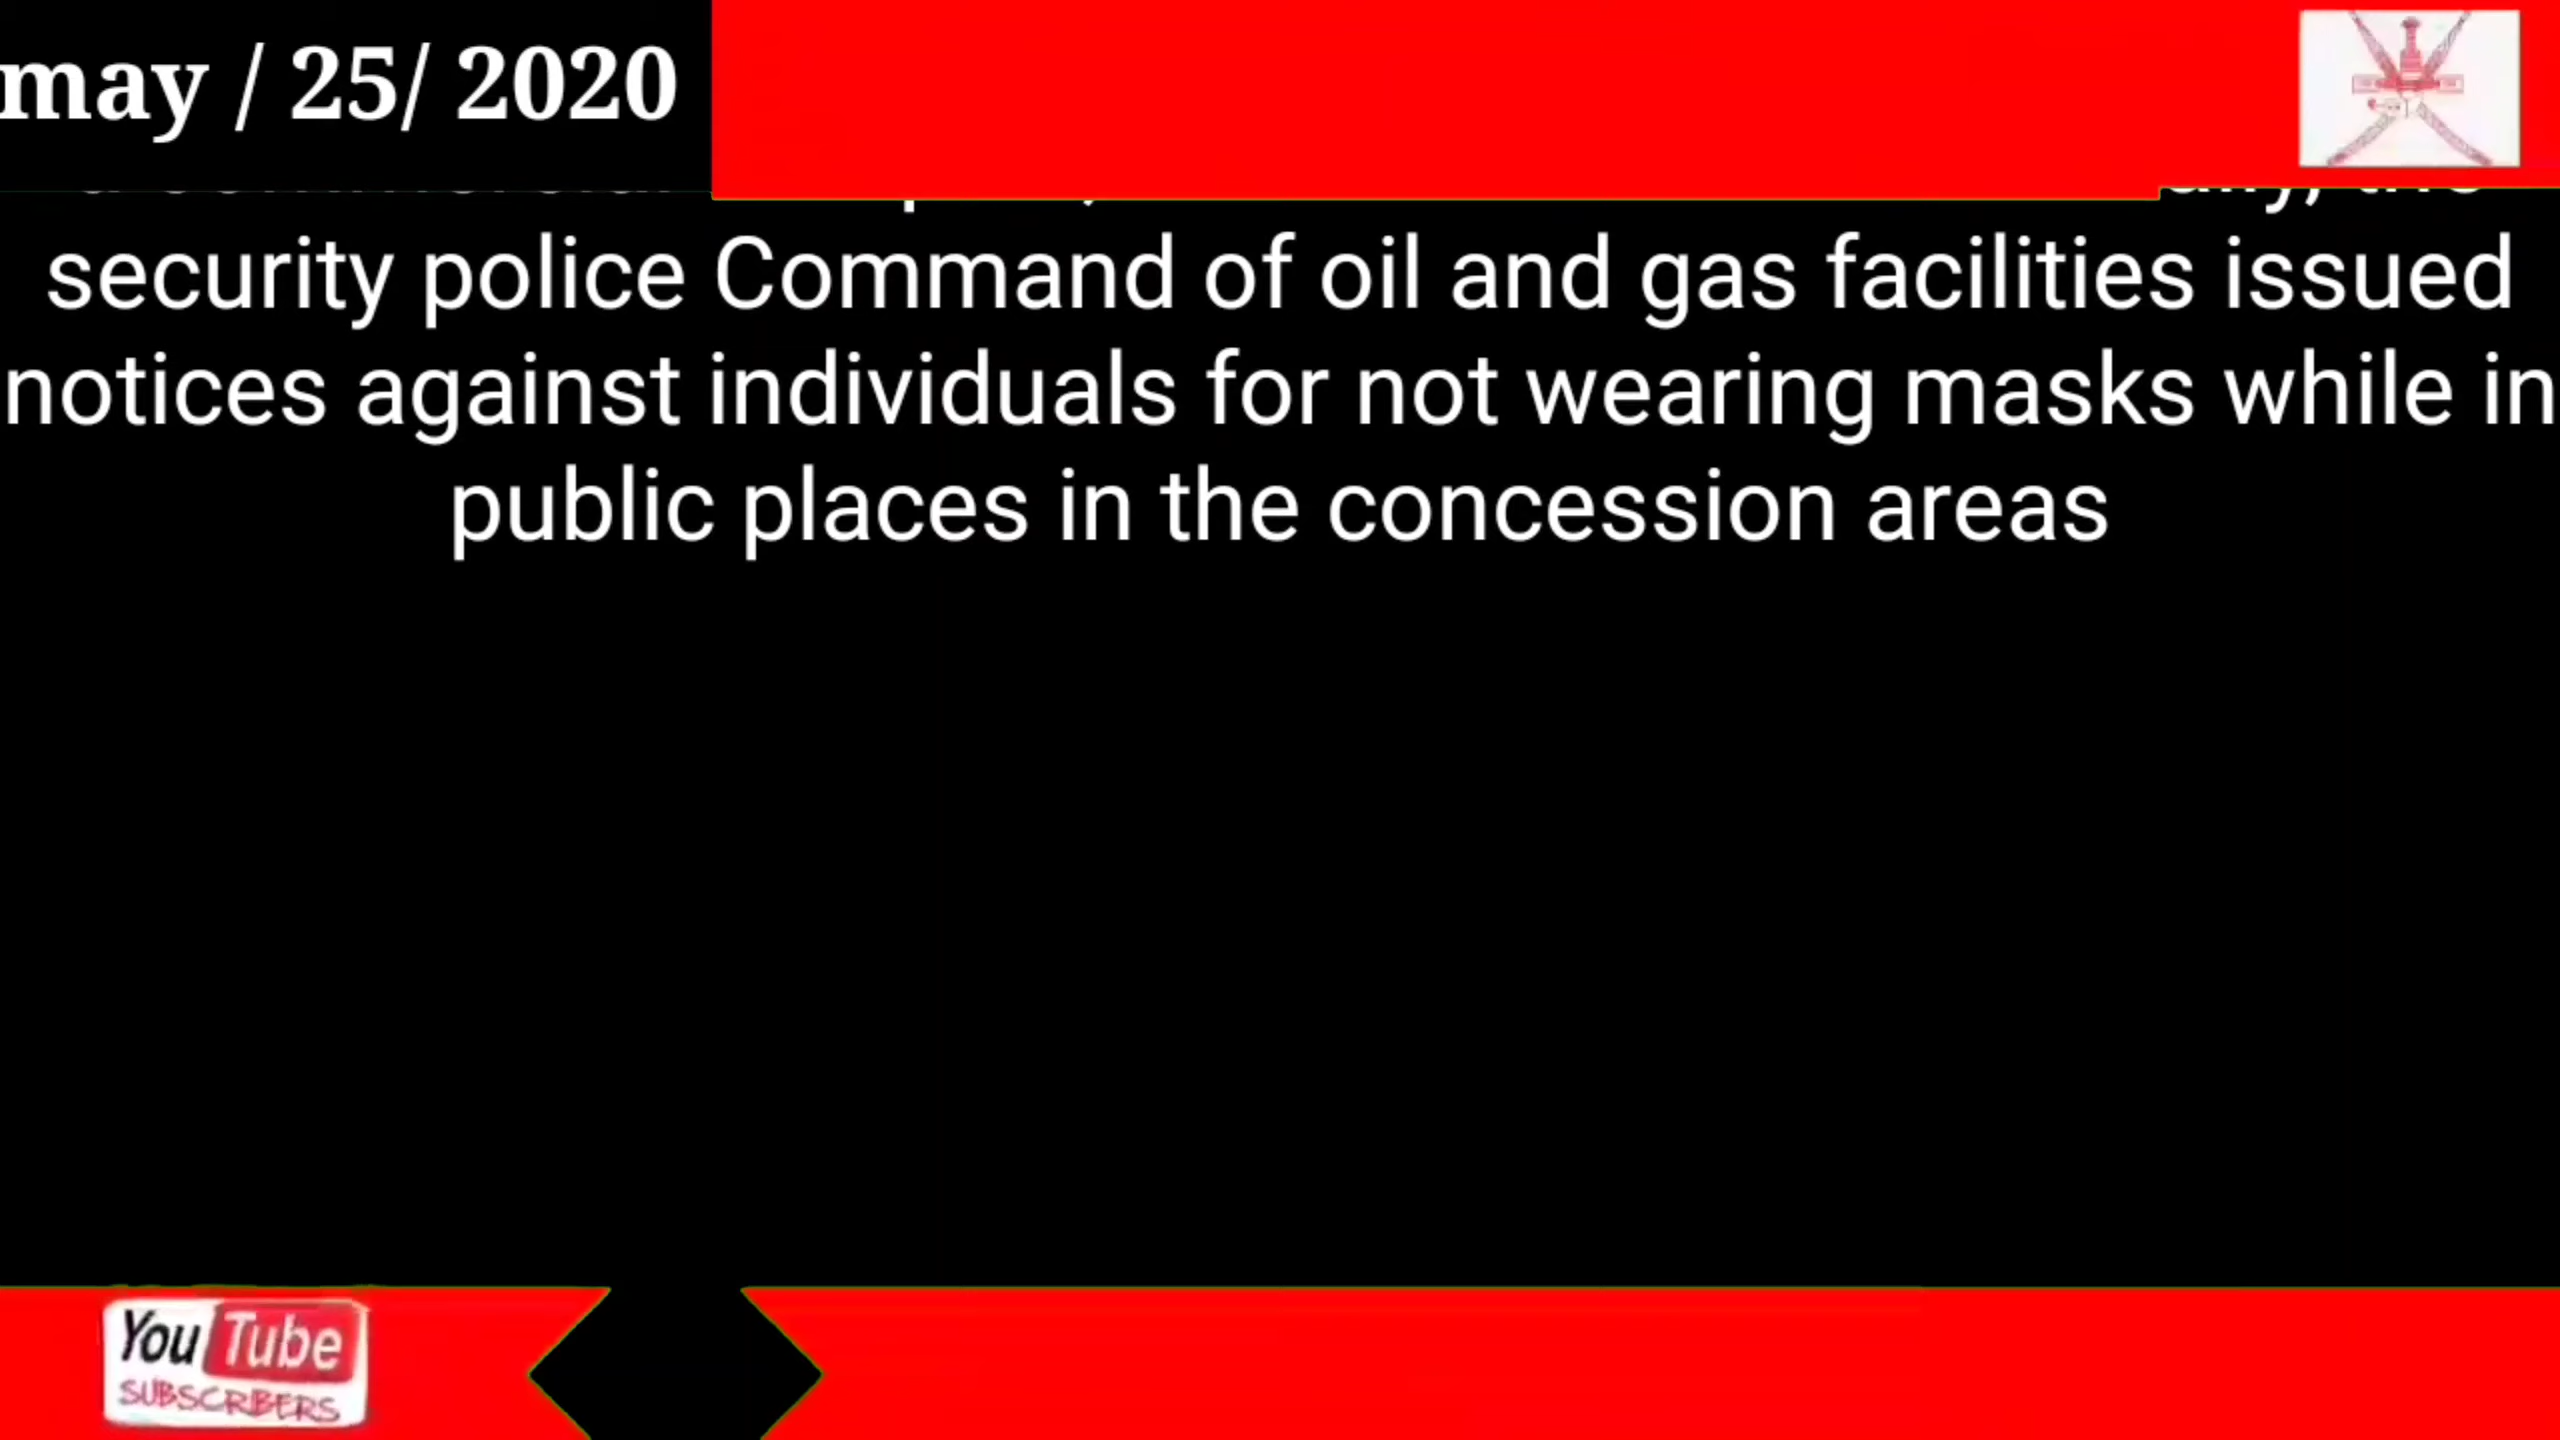 may / 25/ 2020
security police Command of oil and gas facilities issued
notices against individuals for not wearing masks while in
public places in the concession areas
You Tube
SUBSCRIBERS